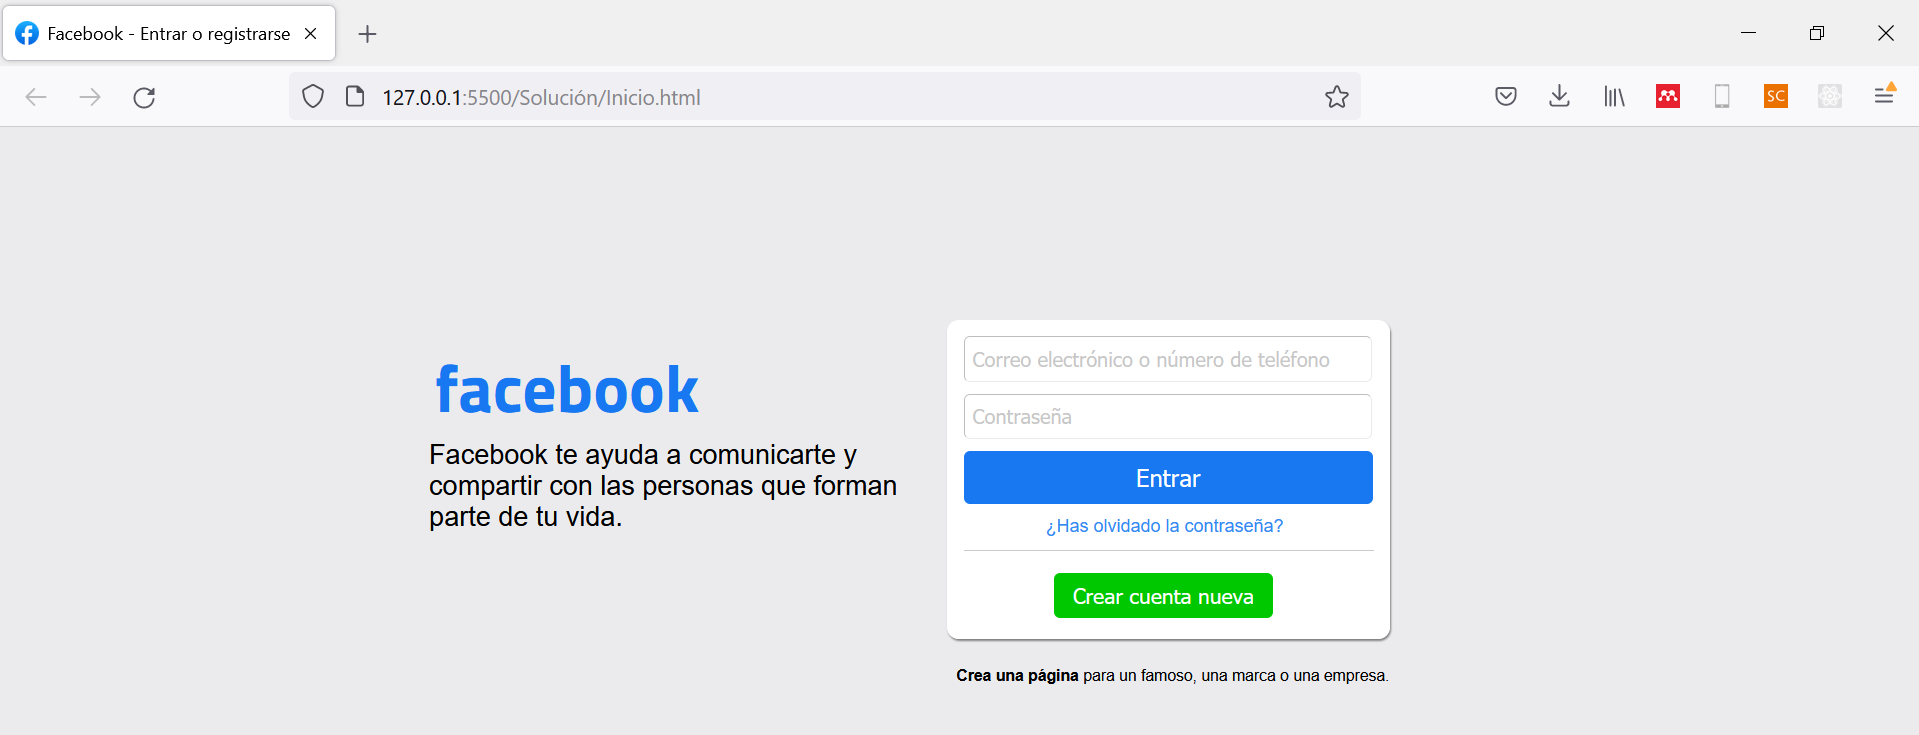 Facebook - Entrar o registrarse
127.0.0.1:5500/Solución/Inicio.html
SC
facebook
Facebook te ayuda a comunicarte y
compartir con las personas que forman
parte de tu vida.
Correo electrónico o número de teléfono
Contraseña
Entrar
¿Has olvidado la contraseña?
Crear cuenta nueva
Crea una página para un famoso, una marca o una empresa.